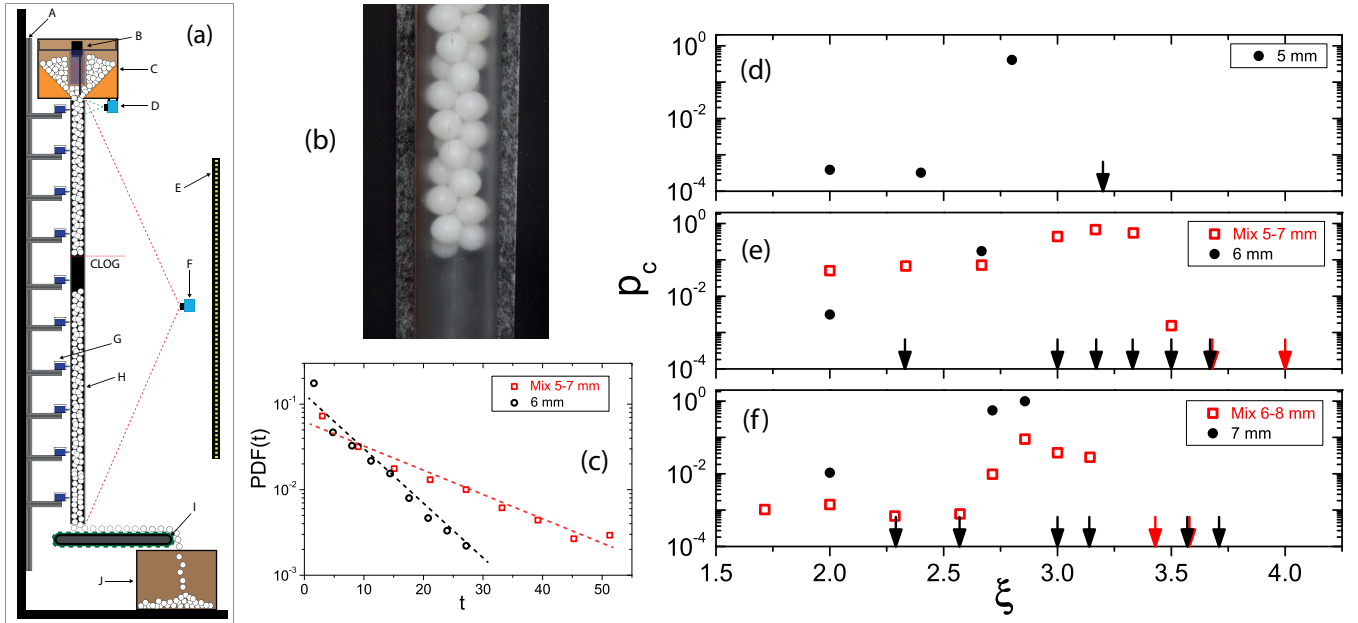 (a)
A
B
C
D
E
CLOG
F
G
H
I
J
(b)
Mix 5-7 mm
6 mm
(c)
PDF(t)
10⁻¹
10⁻²
10⁻³
0 10 20 30 40 50
t
(d)
5 mm
10⁰
10⁻²
10⁻⁴
(e)
Mix 5-7 mm
6 mm
10⁰
10⁻²
10⁻⁴
p_c
(f)
Mix 6-8 mm
7 mm
10⁰
10⁻²
10⁻⁴
1.5 2.0 2.5 3.0 3.5 4.0
ξ